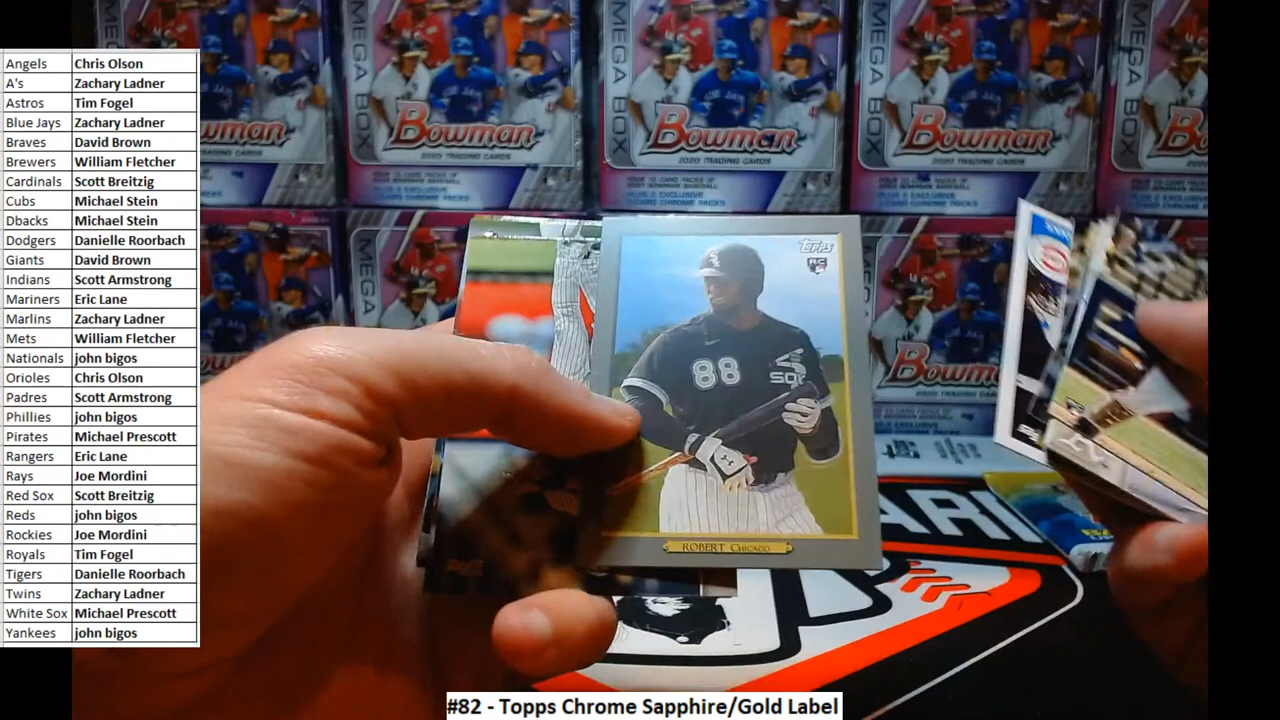 Angels Chris Olson
A's Zachary Ladner
Astros Tim Fogel
Blue Jays Zachary Ladner
Braves David Brown
Brewers William Fletcher
Cardinals Scott Breitzig
Cubs Michael Stein
Dbacks Michael Stein
Dodgers Danielle Roorbach
Giants David Brown
Indians Scott Armstrong
Mariners Eric Lane
Marlins Zachary Ladner
Mets William Fletcher
Nationals john bigos
Orioles Chris Olson
Padres Scott Armstrong
Phillies john bigos
Pirates Michael Prescott
Rangers Eric Lane
Rays Joe Mordini
Red Sox Scott Breitzig
Reds john bigos
Rockies Joe Mordini
Royals Tim Fogel
Tigers Danielle Roorbach
Twins Zachary Ladner
White Sox Michael Prescott
Yankees john bigos
MEGA BOX
Bowman
2020 TRADING CARDS
MEGA BOX
Bowman
2020 TRADING CARDS
MEGA BOX
Bowman
2020 TRADING CARDS
MEGA
Bowman
Topps
RC
88
SOX
ROBERT CHICAGO
ARI
#82 - Topps Chrome Sapphire/Gold Label